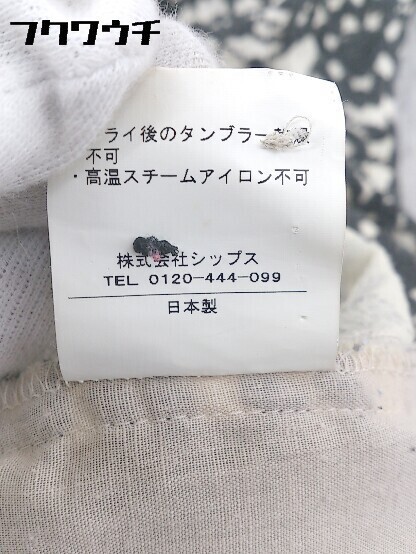 フクワウチ
ライ後のタンブラー
不可
・高温スチームアイロン不可
株式会社シップス
TEL 0120-444-099
日本製